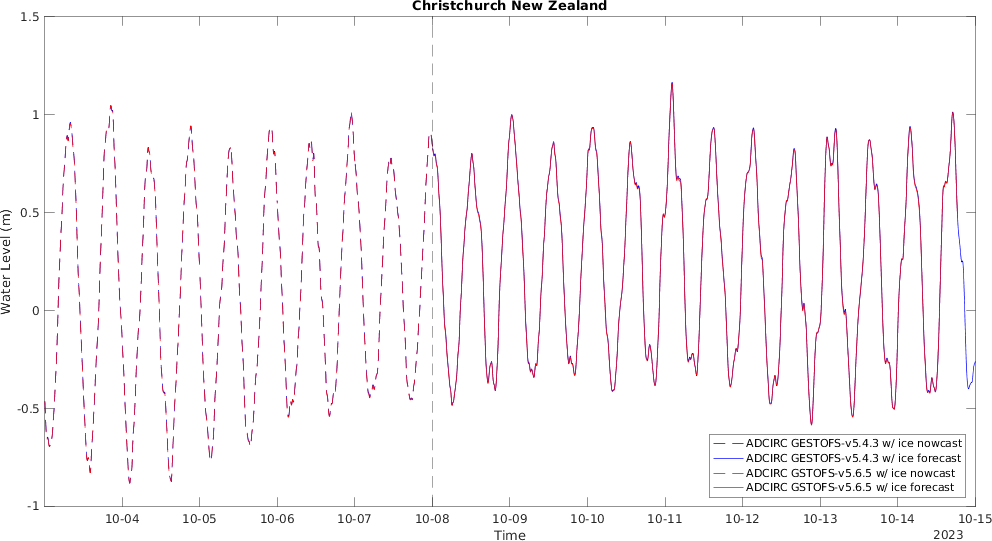 Christchurch New Zealand
1.5
1
0.5
0
-0.5
-1
Water Level (m)
10-04 10-05 10-06 10-07 10-08 10-09 10-10 10-11 10-12 10-13 10-14 10-15
Time
2023
ADCIRC GESTOFS-v5.4.3 w/ ice nowcast
ADCIRC GESTOFS-v5.4.3 w/ ice forecast
ADCIRC GSTOFS-v5.6.5 w/ ice nowcast
ADCIRC GSTOFS-v5.6.5 w/ ice forecast